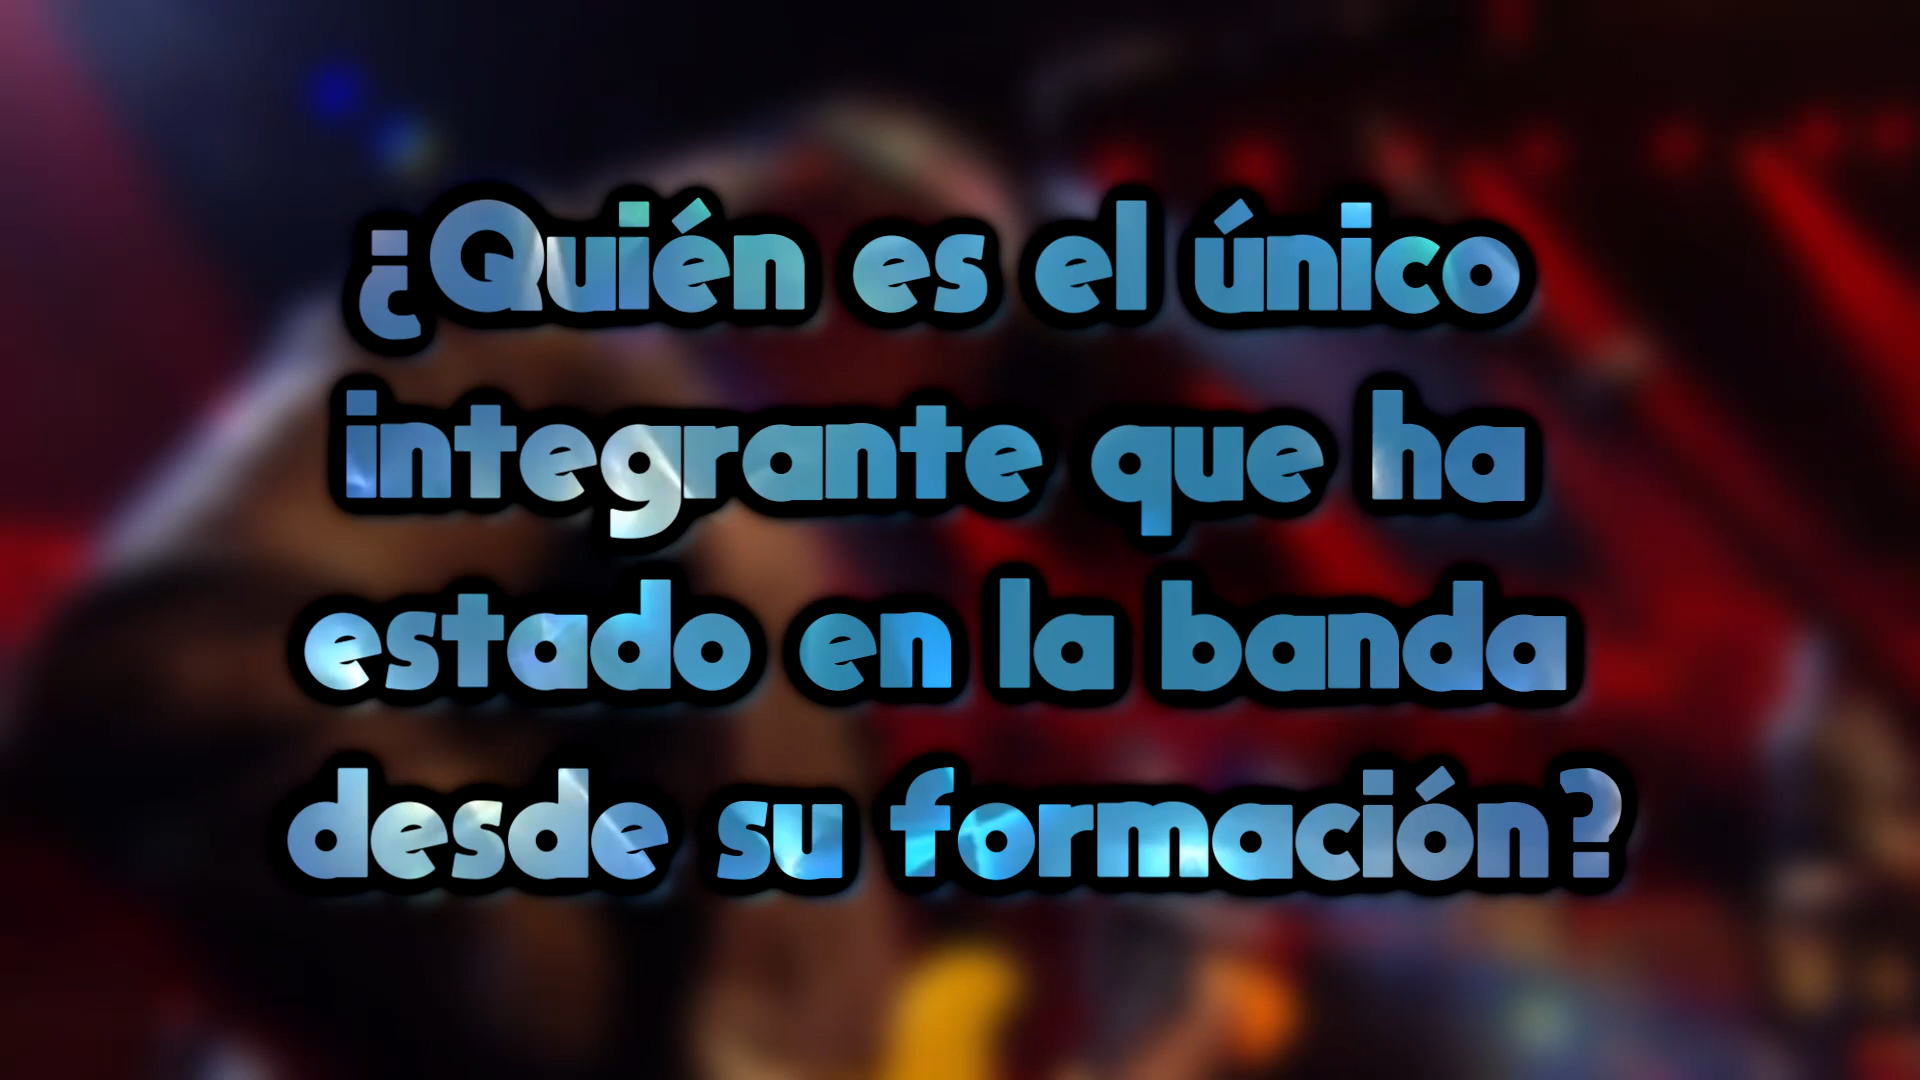 ¿Quién es el único
integrante que ha
estado en la banda
desde su formación?